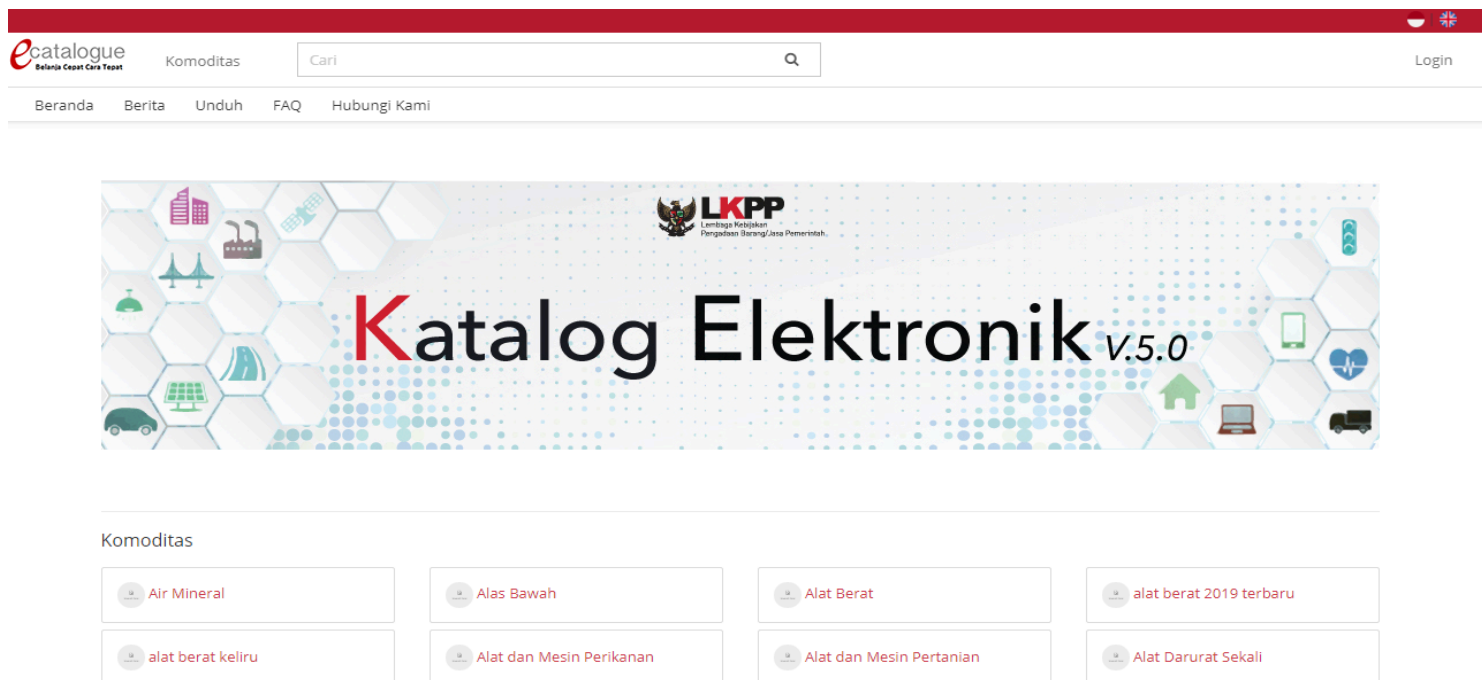 ecatalogue
Belanja Cepat Cara Tepat
Komoditas
Cari
Login
Beranda Berita Unduh FAQ Hubungi Kami
LKPP
Lembaga Kebijakan
Pengadaan Barang/Jasa Pemerintah
Katalog Elektronik V.5.0
Komoditas
Air Mineral
Alas Bawah
Alat Berat
alat berat 2019 terbaru
alat berat keliru
Alat dan Mesin Perikanan
Alat dan Mesin Pertanian
Alat Darurat Sekali